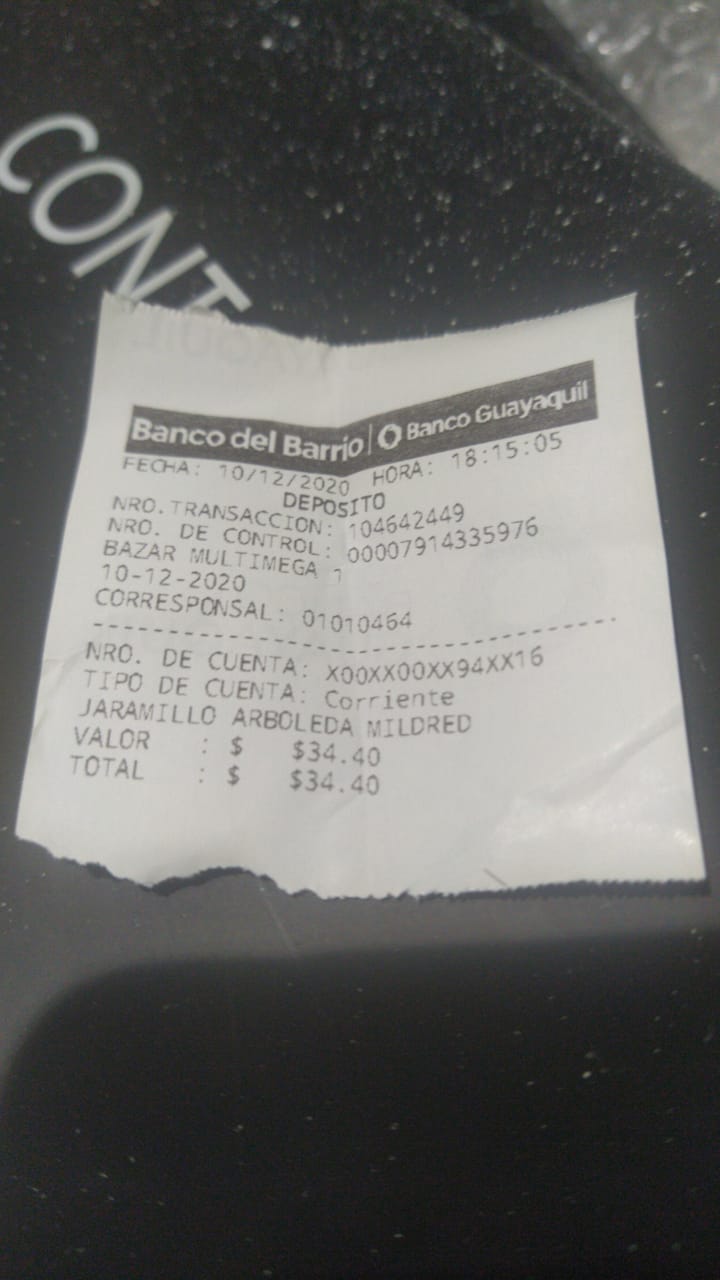 CONT
Banco del Barrio | Banco Guayaquil
FECHA: 10/12/2020 HORA: 18:15:05
DEPOSITO
NRO.TRANSACCION: 104642449
NRO. DE CONTROL: 00007914335976
BAZAR MULTIMEGA 1
10-12-2020
CORRESPONSAL: 01010464
NRO. DE CUENTA: X00XX00XX94XX16
TIPO DE CUENTA: Corriente
JARAMILLO ARBOLEDA MILDRED
VALOR : $ $34.40
TOTAL : $ $34.40